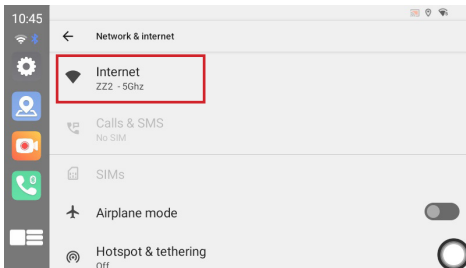 10:45
Network & internet
Internet
ZZ2 - 5Ghz
Calls & SMS
No SIM
SIMs
Airplane mode
Hotspot & tethering
Off